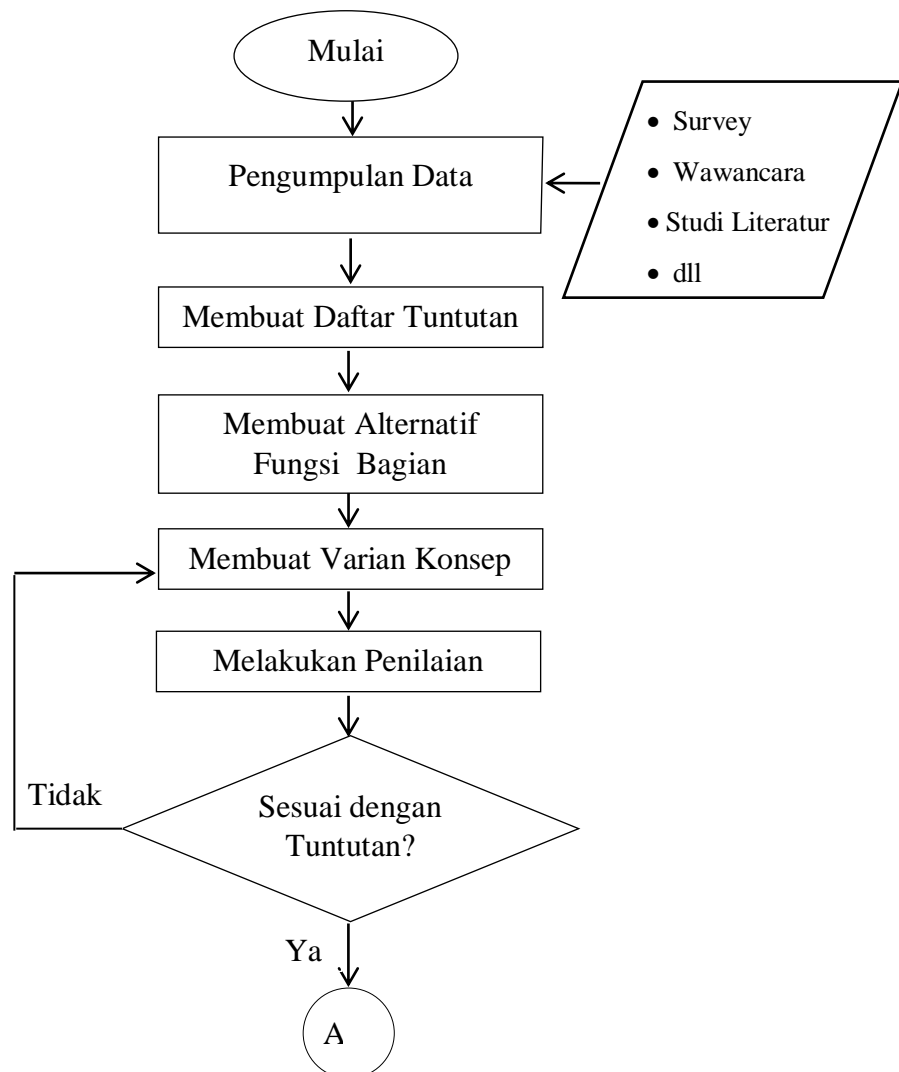 Mulai
Pengumpulan Data
• Survey
• Wawancara
• Studi Literatur
• dll
Membuat Daftar Tuntutan
Membuat Alternatif
Fungsi Bagian
Membuat Varian Konsep
Melakukan Penilaian
Tidak
Sesuai dengan
Tuntutan?
Ya
A